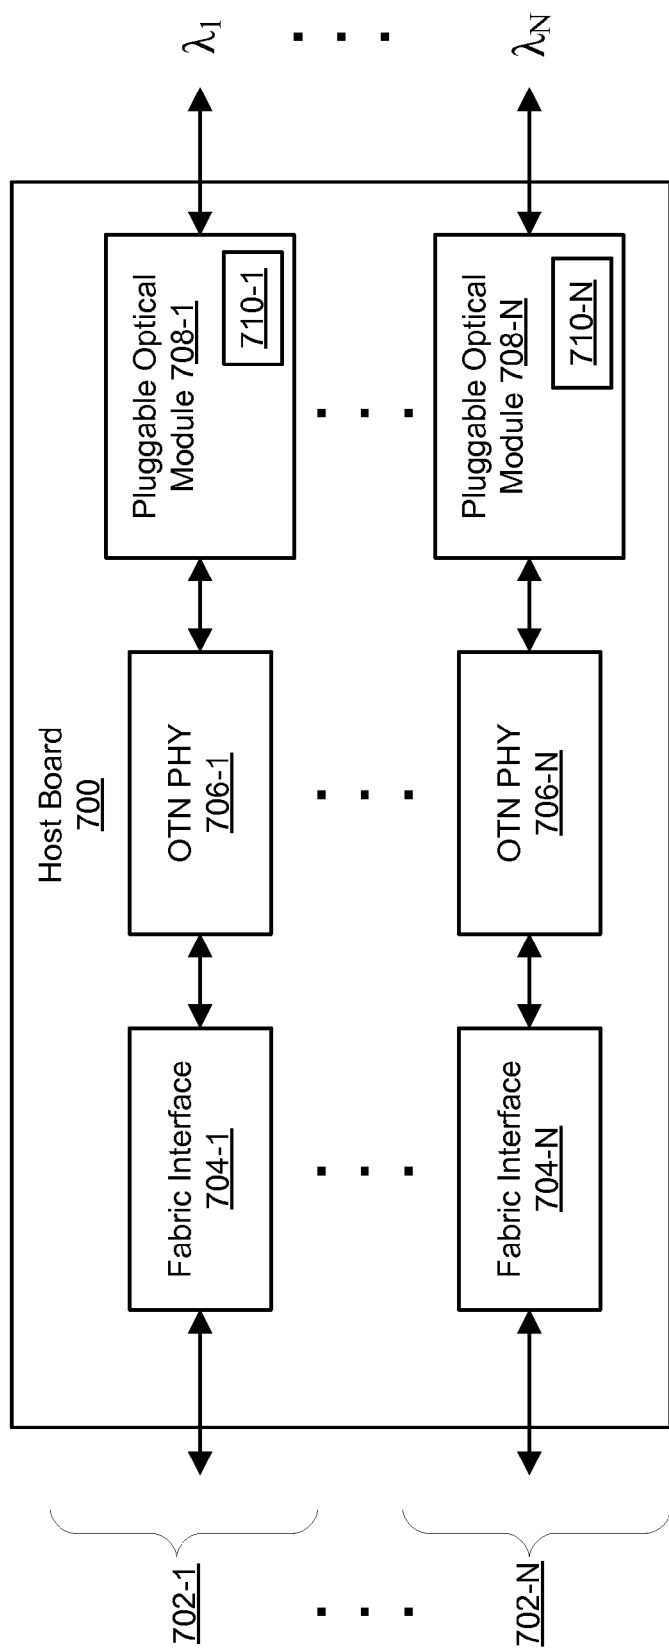 Host Board
700
702-1
Fabric Interface
704-1
OTN PHY
706-1
Pluggable Optical
Module 708-1
710-1
λ1
702-N
Fabric Interface
704-N
OTN PHY
706-N
Pluggable Optical
Module 708-N
710-N
λN